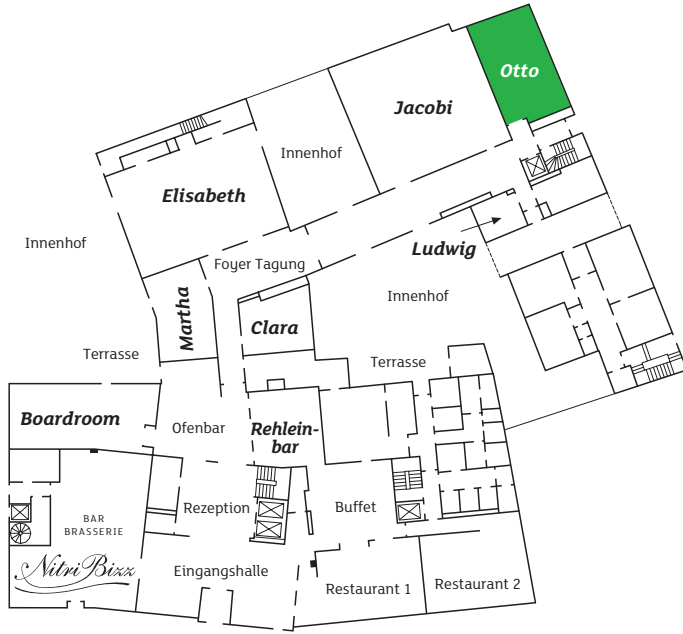 Otto
Jacobi
Innenhof
Elisabeth
Innenhof
Foyer Tagung
Ludwig
Martha
Innenhof
Clara
Terrasse
Terrasse
Boardroom
Ofenbar
Rehlein-
bar
Rezeption
Buffet
BAR
BRASSERIE
NitriBizz
Eingangshalle
Restaurant 1
Restaurant 2